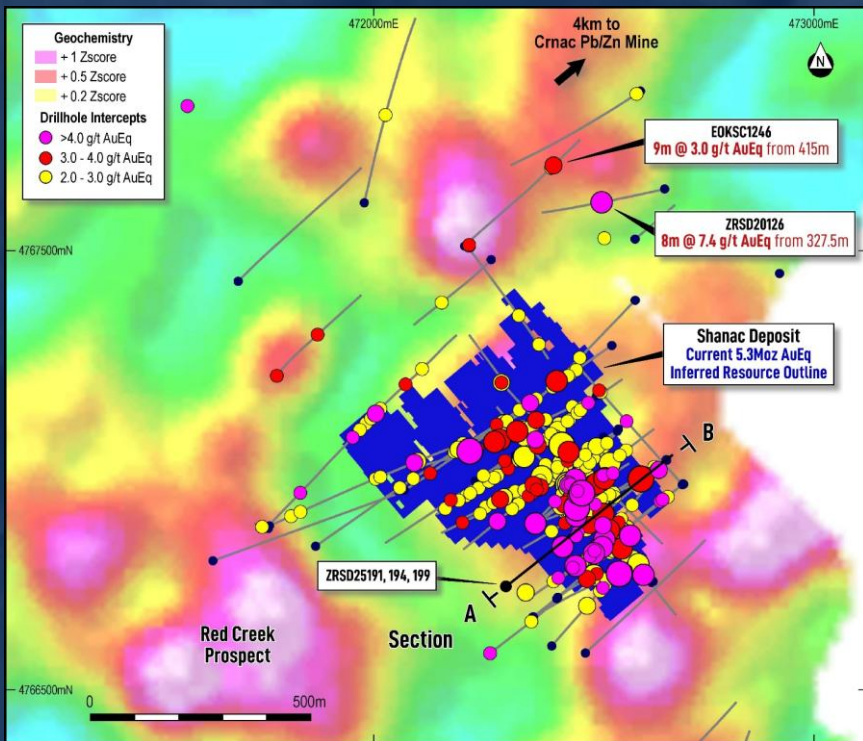 472000mE
473000mE
4km to
Crnac Pb/Zn Mine
N
Geochemistry
+ 1 Zscore
+ 0.5 Zscore
+ 0.2 Zscore
Drillhole Intercepts
>4.0 g/t AuEq
3.0 - 4.0 g/t AuEq
2.0 - 3.0 g/t AuEq
EOKSC1246
9m @ 3.0 g/t AuEq from 415m
ZRSD20126
8m @ 7.4 g/t AuEq from 327.5m
4767500mN
Shanac Deposit
Current 5.3Moz AuEq
Inferred Resource Outline
B
ZRSD25191, 194, 199
A
Red Creek
Prospect
Section
4766500mN
0
500m